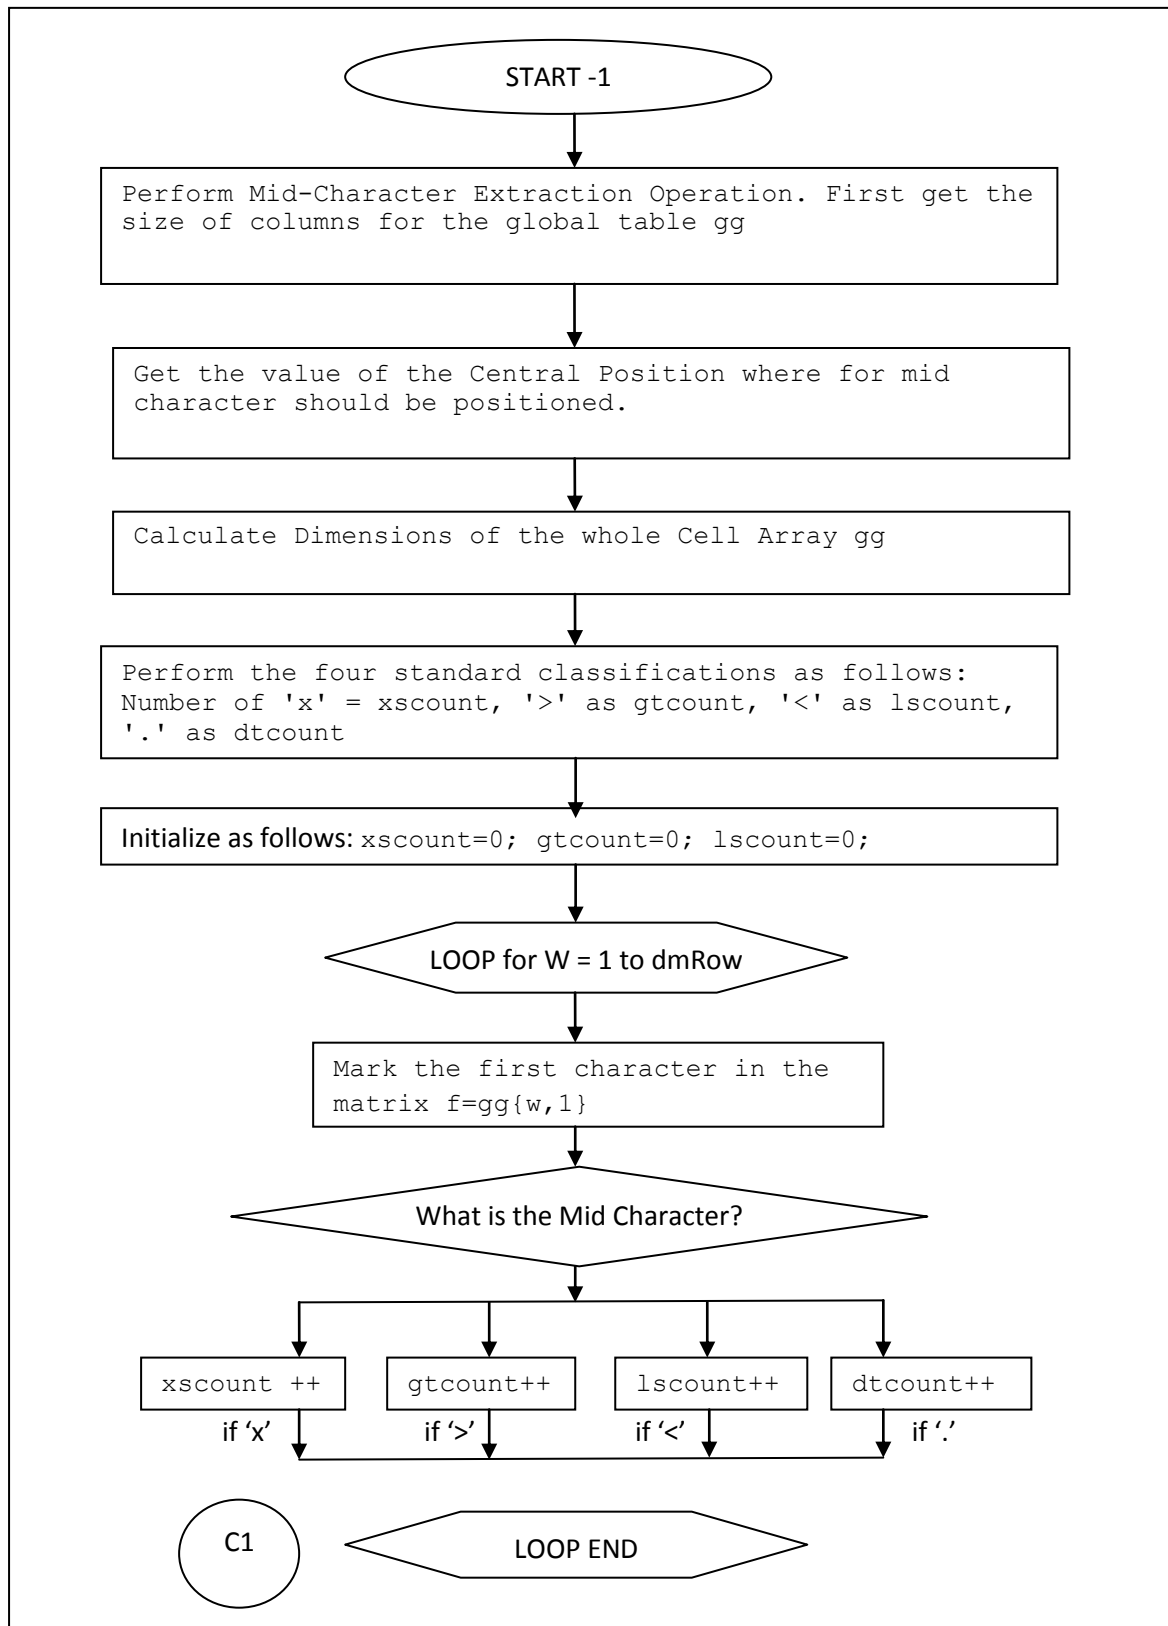 START -1
Perform Mid-Character Extraction Operation. First get the
size of columns for the global table gg
Get the value of the Central Position where for mid
character should be positioned.
Calculate Dimensions of the whole Cell Array gg
Perform the four standard classifications as follows:
Number of 'x' = xscount, '>' as gtcount, '<' as lscount,
'.' as dtcount
Initialize as follows: xscount=0; gtcount=0; lscount=0;
LOOP for W = 1 to dmRow
Mark the first character in the
matrix f=gg{w,1}
What is the Mid Character?
xscount ++ gtcount++ lscount++ dtcount++
if ‘x’ if ‘>’ if ‘<’ if ‘.’
C1 LOOP END